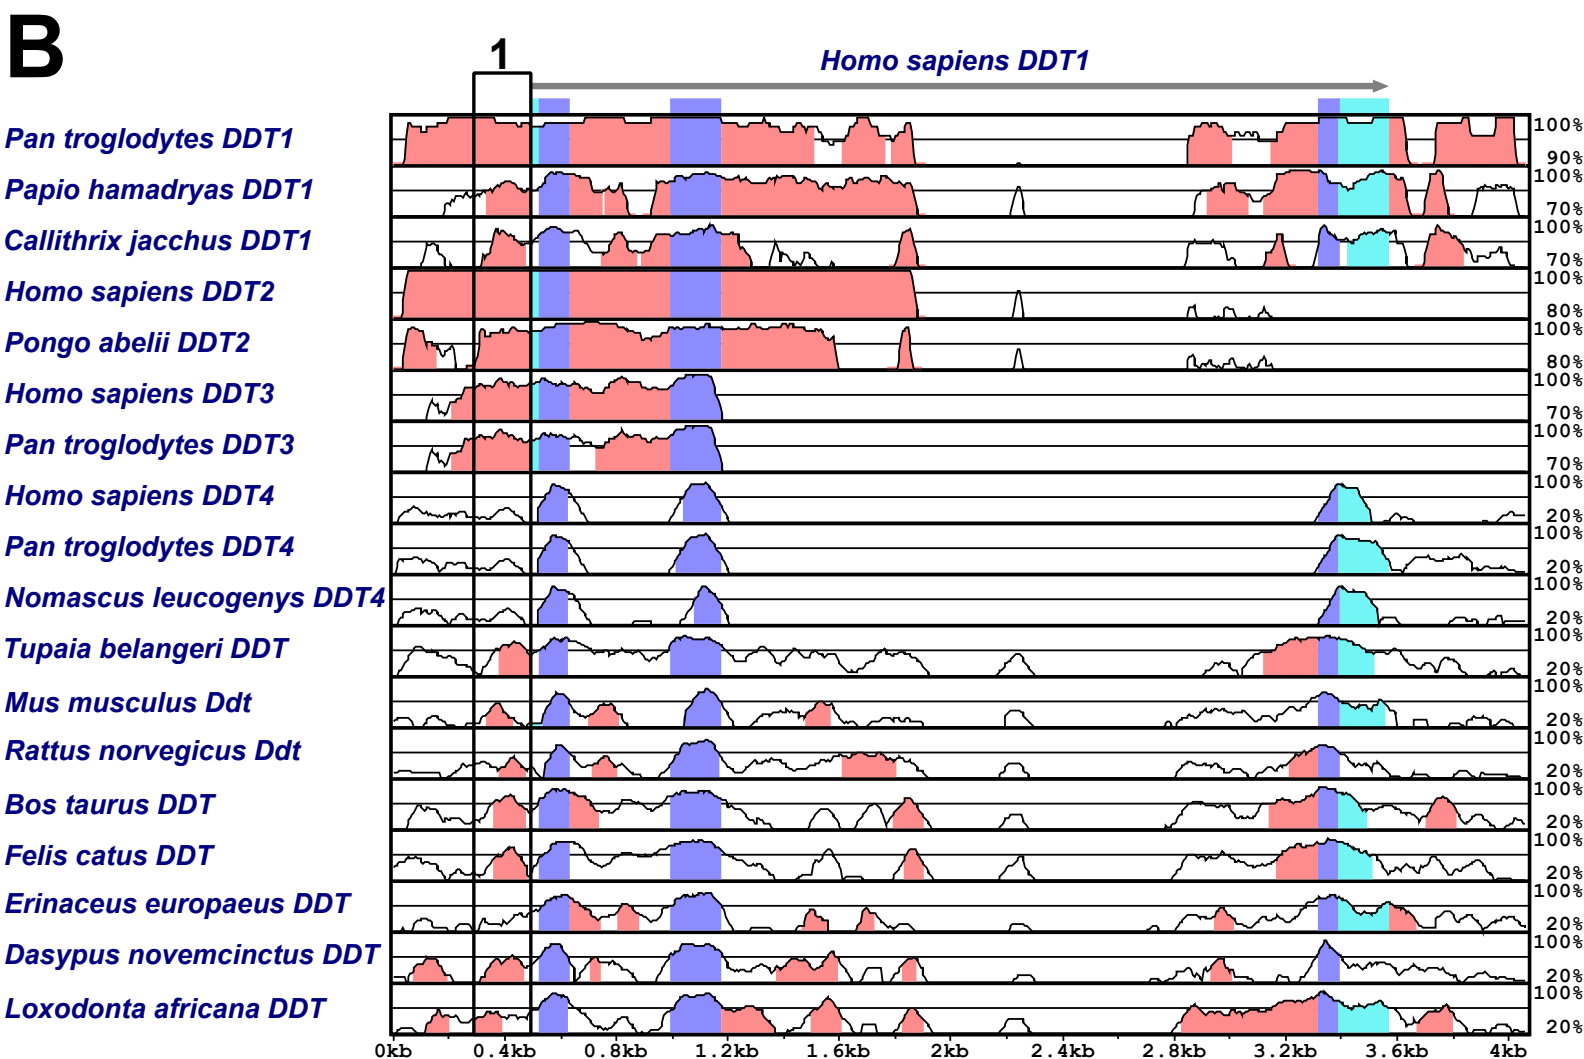 B
1
Homo sapiens DDT1
Pan troglodytes DDT1
100%
90%
Papio hamadryas DDT1
100%
70%
Callithrix jacchus DDT1
100%
70%
Homo sapiens DDT2
100%
80%
Pongo abelii DDT2
100%
80%
Homo sapiens DDT3
100%
70%
Pan troglodytes DDT3
100%
70%
Homo sapiens DDT4
100%
20%
Pan troglodytes DDT4
100%
20%
Nomascus leucogenys DDT4
100%
20%
Tupaia belangeri DDT
100%
20%
Mus musculus Ddt
100%
20%
Rattus norvegicus Ddt
100%
20%
Bos taurus DDT
100%
20%
Felis catus DDT
100%
20%
Erinaceus europaeus DDT
100%
20%
Dasypus novemcinctus DDT
100%
20%
Loxodonta africana DDT
100%
20%
0kb 0.4kb 0.8kb 1.2kb 1.6kb 2kb 2.4kb 2.8kb 3.2kb 3.6kb 4kb